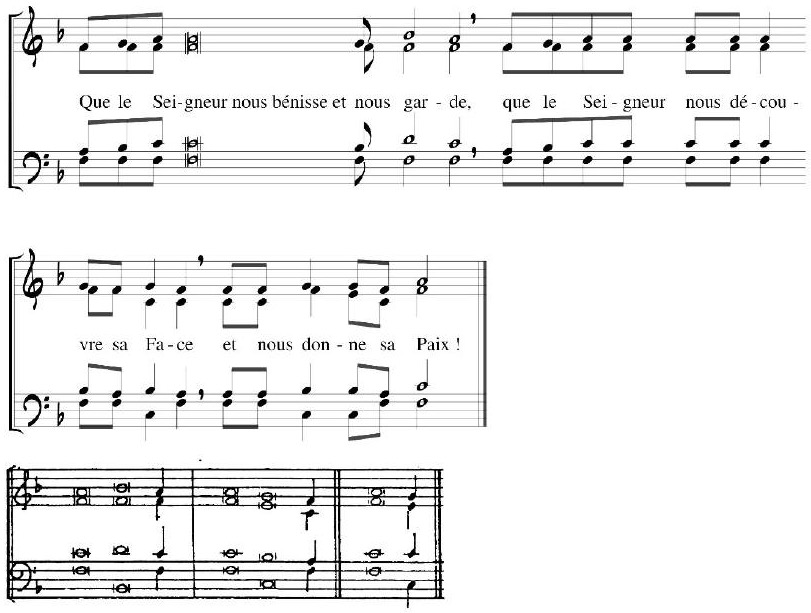 Que le Sei-gneur nous bénisse et nous gar - de, que le Sei - gneur nous dé - cou -
vre sa Fa - ce et nous don - ne sa Paix !